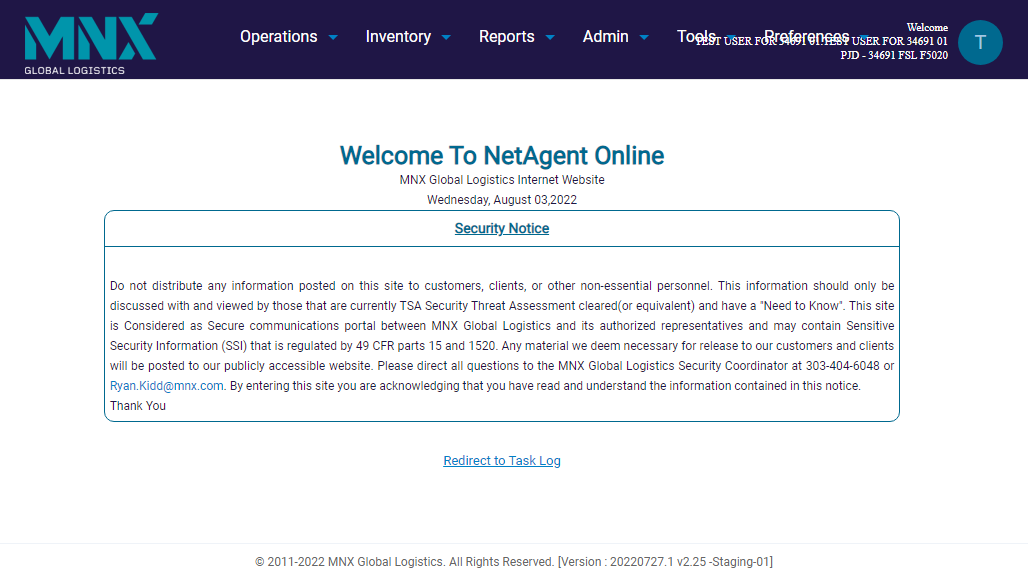 MNX
GLOBAL LOGISTICS
Operations
Inventory
Reports
Admin
Tools
Preferences
Welcome
TEST USER FOR 34691 01.TEST USER FOR 34691 01
PJD - 34691 FSL F5020
T
Welcome To NetAgent Online
MNX Global Logistics Internet Website
Wednesday, August 03,2022
Security Notice
Do not distribute any information posted on this site to customers, clients, or other non-essential personnel. This information should only be
discussed with and viewed by those that are currently TSA Security Threat Assessment cleared(or equivalent) and have a "Need to Know". This site
is Considered as Secure communications portal between MNX Global Logistics and its authorized representatives and may contain Sensitive
Security Information (SSI) that is regulated by 49 CFR parts 15 and 1520. Any material we deem necessary for release to our customers and clients
will be posted to our publicly accessible website. Please direct all questions to the MNX Global Logistics Security Coordinator at 303-404-6048 or
Ryan.Kidd@mnx.com. By entering this site you are acknowledging that you have read and understand the information contained in this notice.
Thank You
Redirect to Task Log
© 2011-2022 MNX Global Logistics. All Rights Reserved. [Version : 20220727.1 v2.25 -Staging-01]